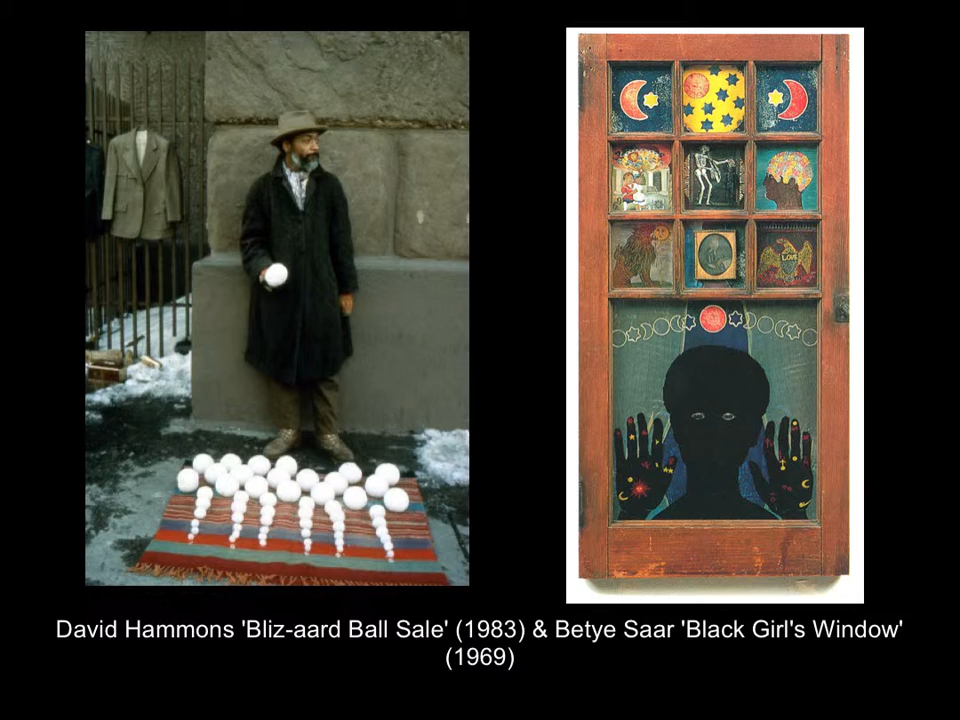 LOVE
David Hammons 'Bliz-aard Ball Sale' (1983) & Betye Saar 'Black Girl's Window'
(1969)